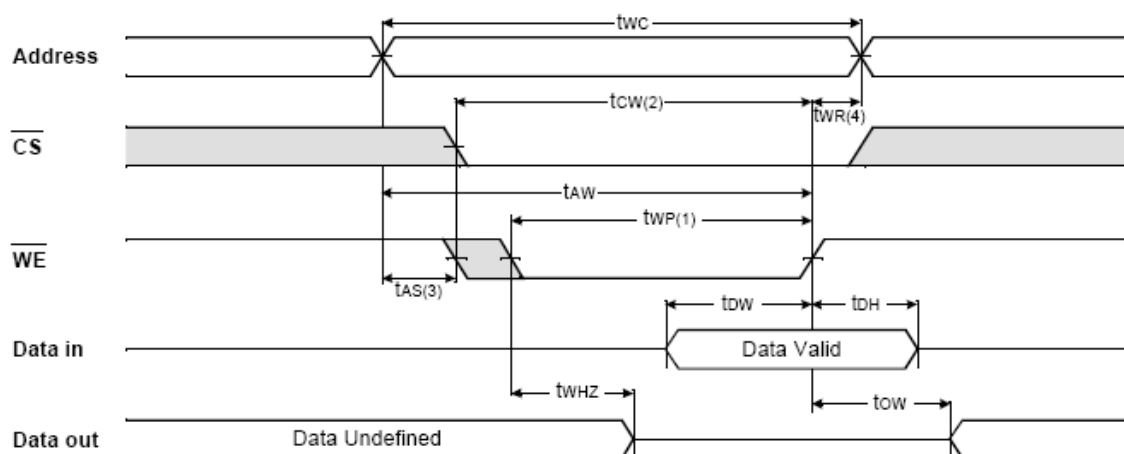 tWC
Address
tCW(2)
tWR(4)
CS
tAW
tWP(1)
WE
tAS(3)
tDW
tDH
Data in
Data Valid
tWHZ
tOW
Data out
Data Undefined